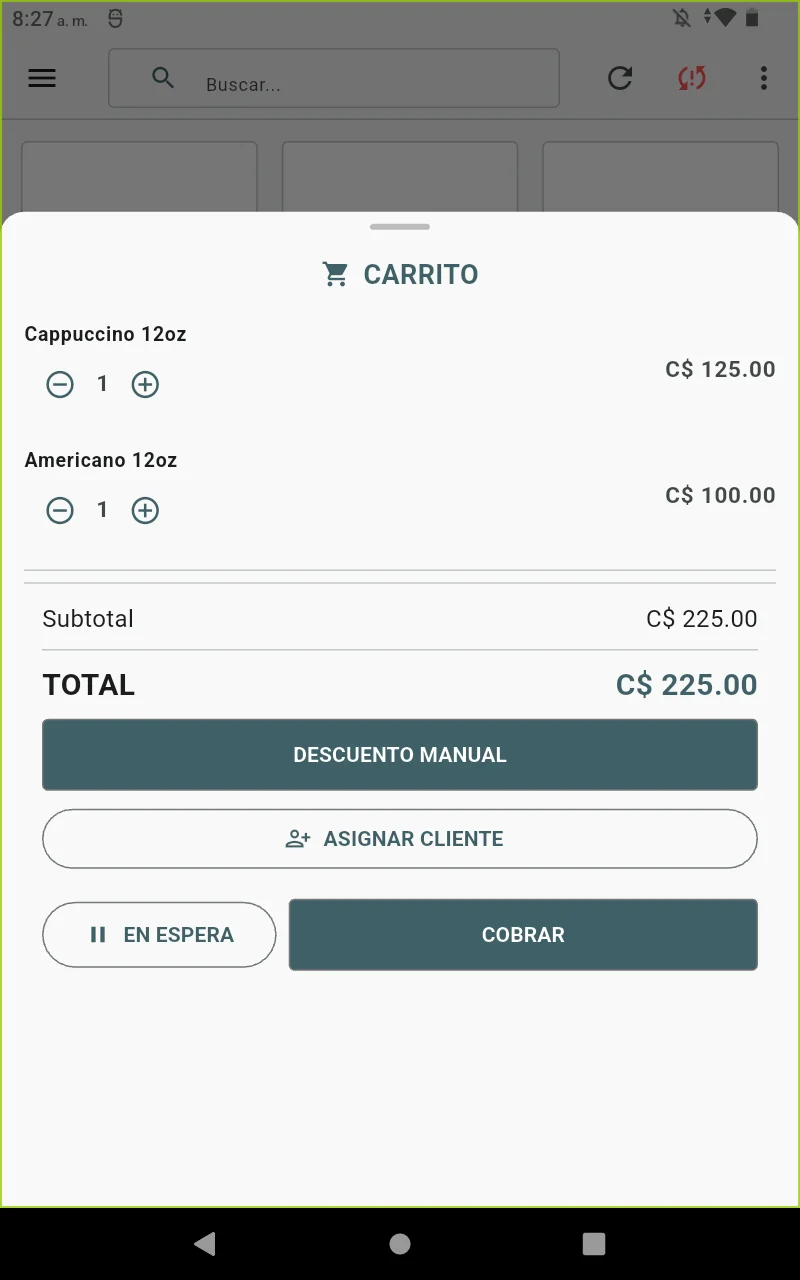 8:27 a. m.
Buscar...
CARRITO
Cappuccino 12oz
1
C$ 125.00
Americano 12oz
1
C$ 100.00
Subtotal
C$ 225.00
TOTAL
C$ 225.00
DESCUENTO MANUAL
ASIGNAR CLIENTE
EN ESPERA
COBRAR